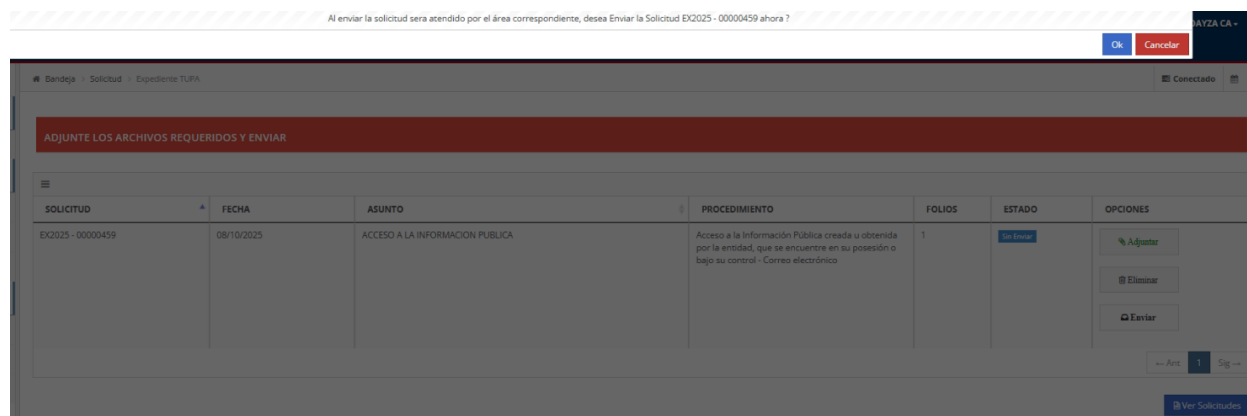 Al enviar la solicitud sera atendido por el área correspondiente, desea Enviar la Solicitud EX2025 - 00000459 ahora ?
DAYZA CA
Ok Cancelar
Bandeja > Solicitud > Expediente TUPA
Conectado
ADJUNTE LOS ARCHIVOS REQUERIDOS Y ENVIAR
SOLICITUD FECHA ASUNTO PROCEDIMIENTO FOLIOS ESTADO OPCIONES
EX2025 - 00000459 08/10/2025 ACCESO A LA INFORMACION PUBLICA Acceso a la Información Pública creada u obtenida 1 Sin Enviar Adjuntar
por la entidad, que se encuentre en su posesión o
bajo su control - Correo electrónico
Eliminar
Enviar
← Ant 1 Sig →
Ver Solicitudes